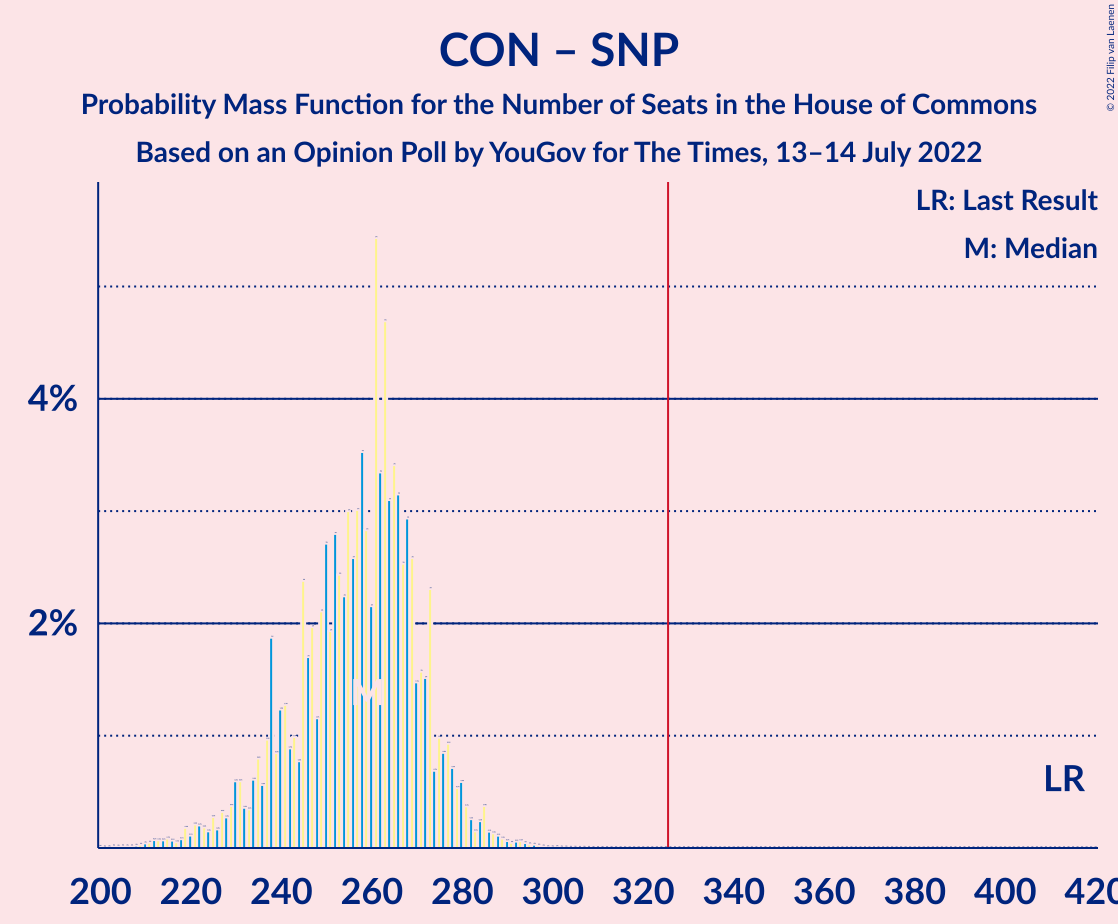 CON – SNP
Probability Mass Function for the Number of Seats in the House of Commons
Based on an Opinion Poll by YouGov for The Times, 13–14 July 2022
© 2022 Filip van Laenen
LR: Last Result
M: Median
4%
2%
M
LR
200 220 240 260 280 300 320 340 360 380 400 420